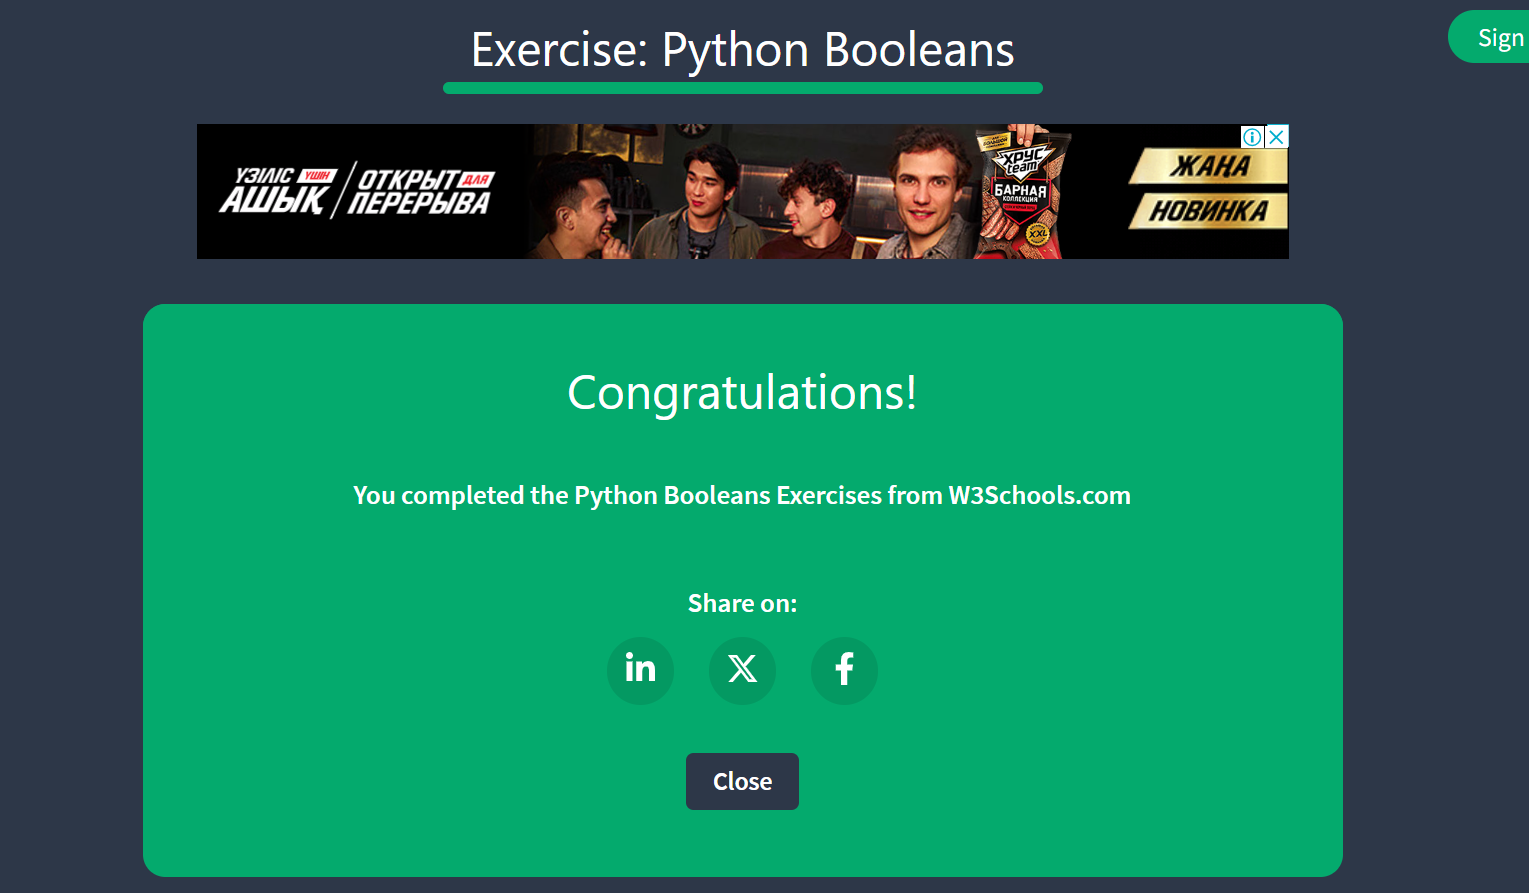 Exercise: Python Booleans
Sign
ҮЗІЛІС ҮШІН
АШЫҚ
ОТКРЫТ ДЛЯ
ПЕРЕРЫВА
ХРУС
team
БАРНАЯ
КОЛЛЕКЦИЯ
XXL
ЖАҢА
НОВИНКА
Congratulations!
You completed the Python Booleans Exercises from W3Schools.com
Share on:
in
X
f
Close